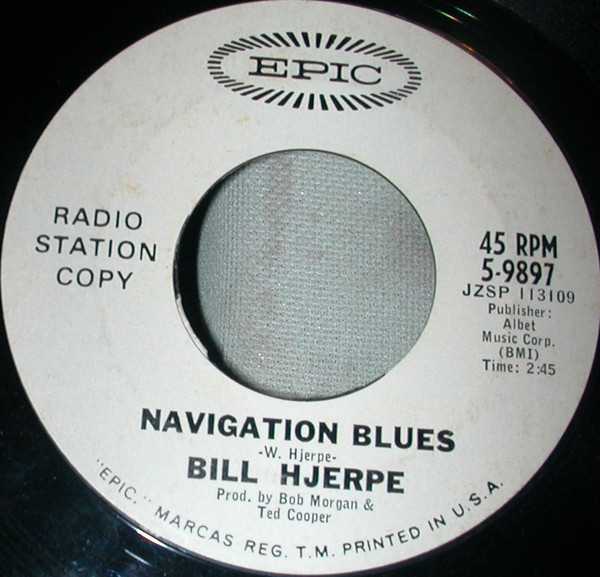 EPIC
RADIO
STATION
COPY
45 RPM
5-9897
JZSP 113109
Publisher:
Albet
Music Corp.
(BMI)
Time: 2:45
NAVIGATION BLUES
-W. Hjerpe-
BILL HJERPE
Prod. by Bob Morgan &
Ted Cooper
"EPIC," MARCAS REG. T.M. PRINTED IN U.S.A.